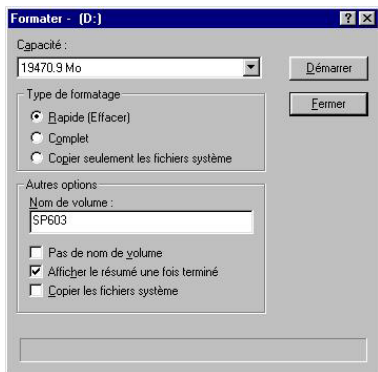 Formater - (D:)
Capacité :
19470.9 Mo
Démarrer
Type de formatage
Fermer
Rapide (Effacer)
Complet
Copier seulement les fichiers système
Autres options
Nom de volume :
SP603
Pas de nom de volume
Afficher le résumé une fois terminé
Copier les fichiers système